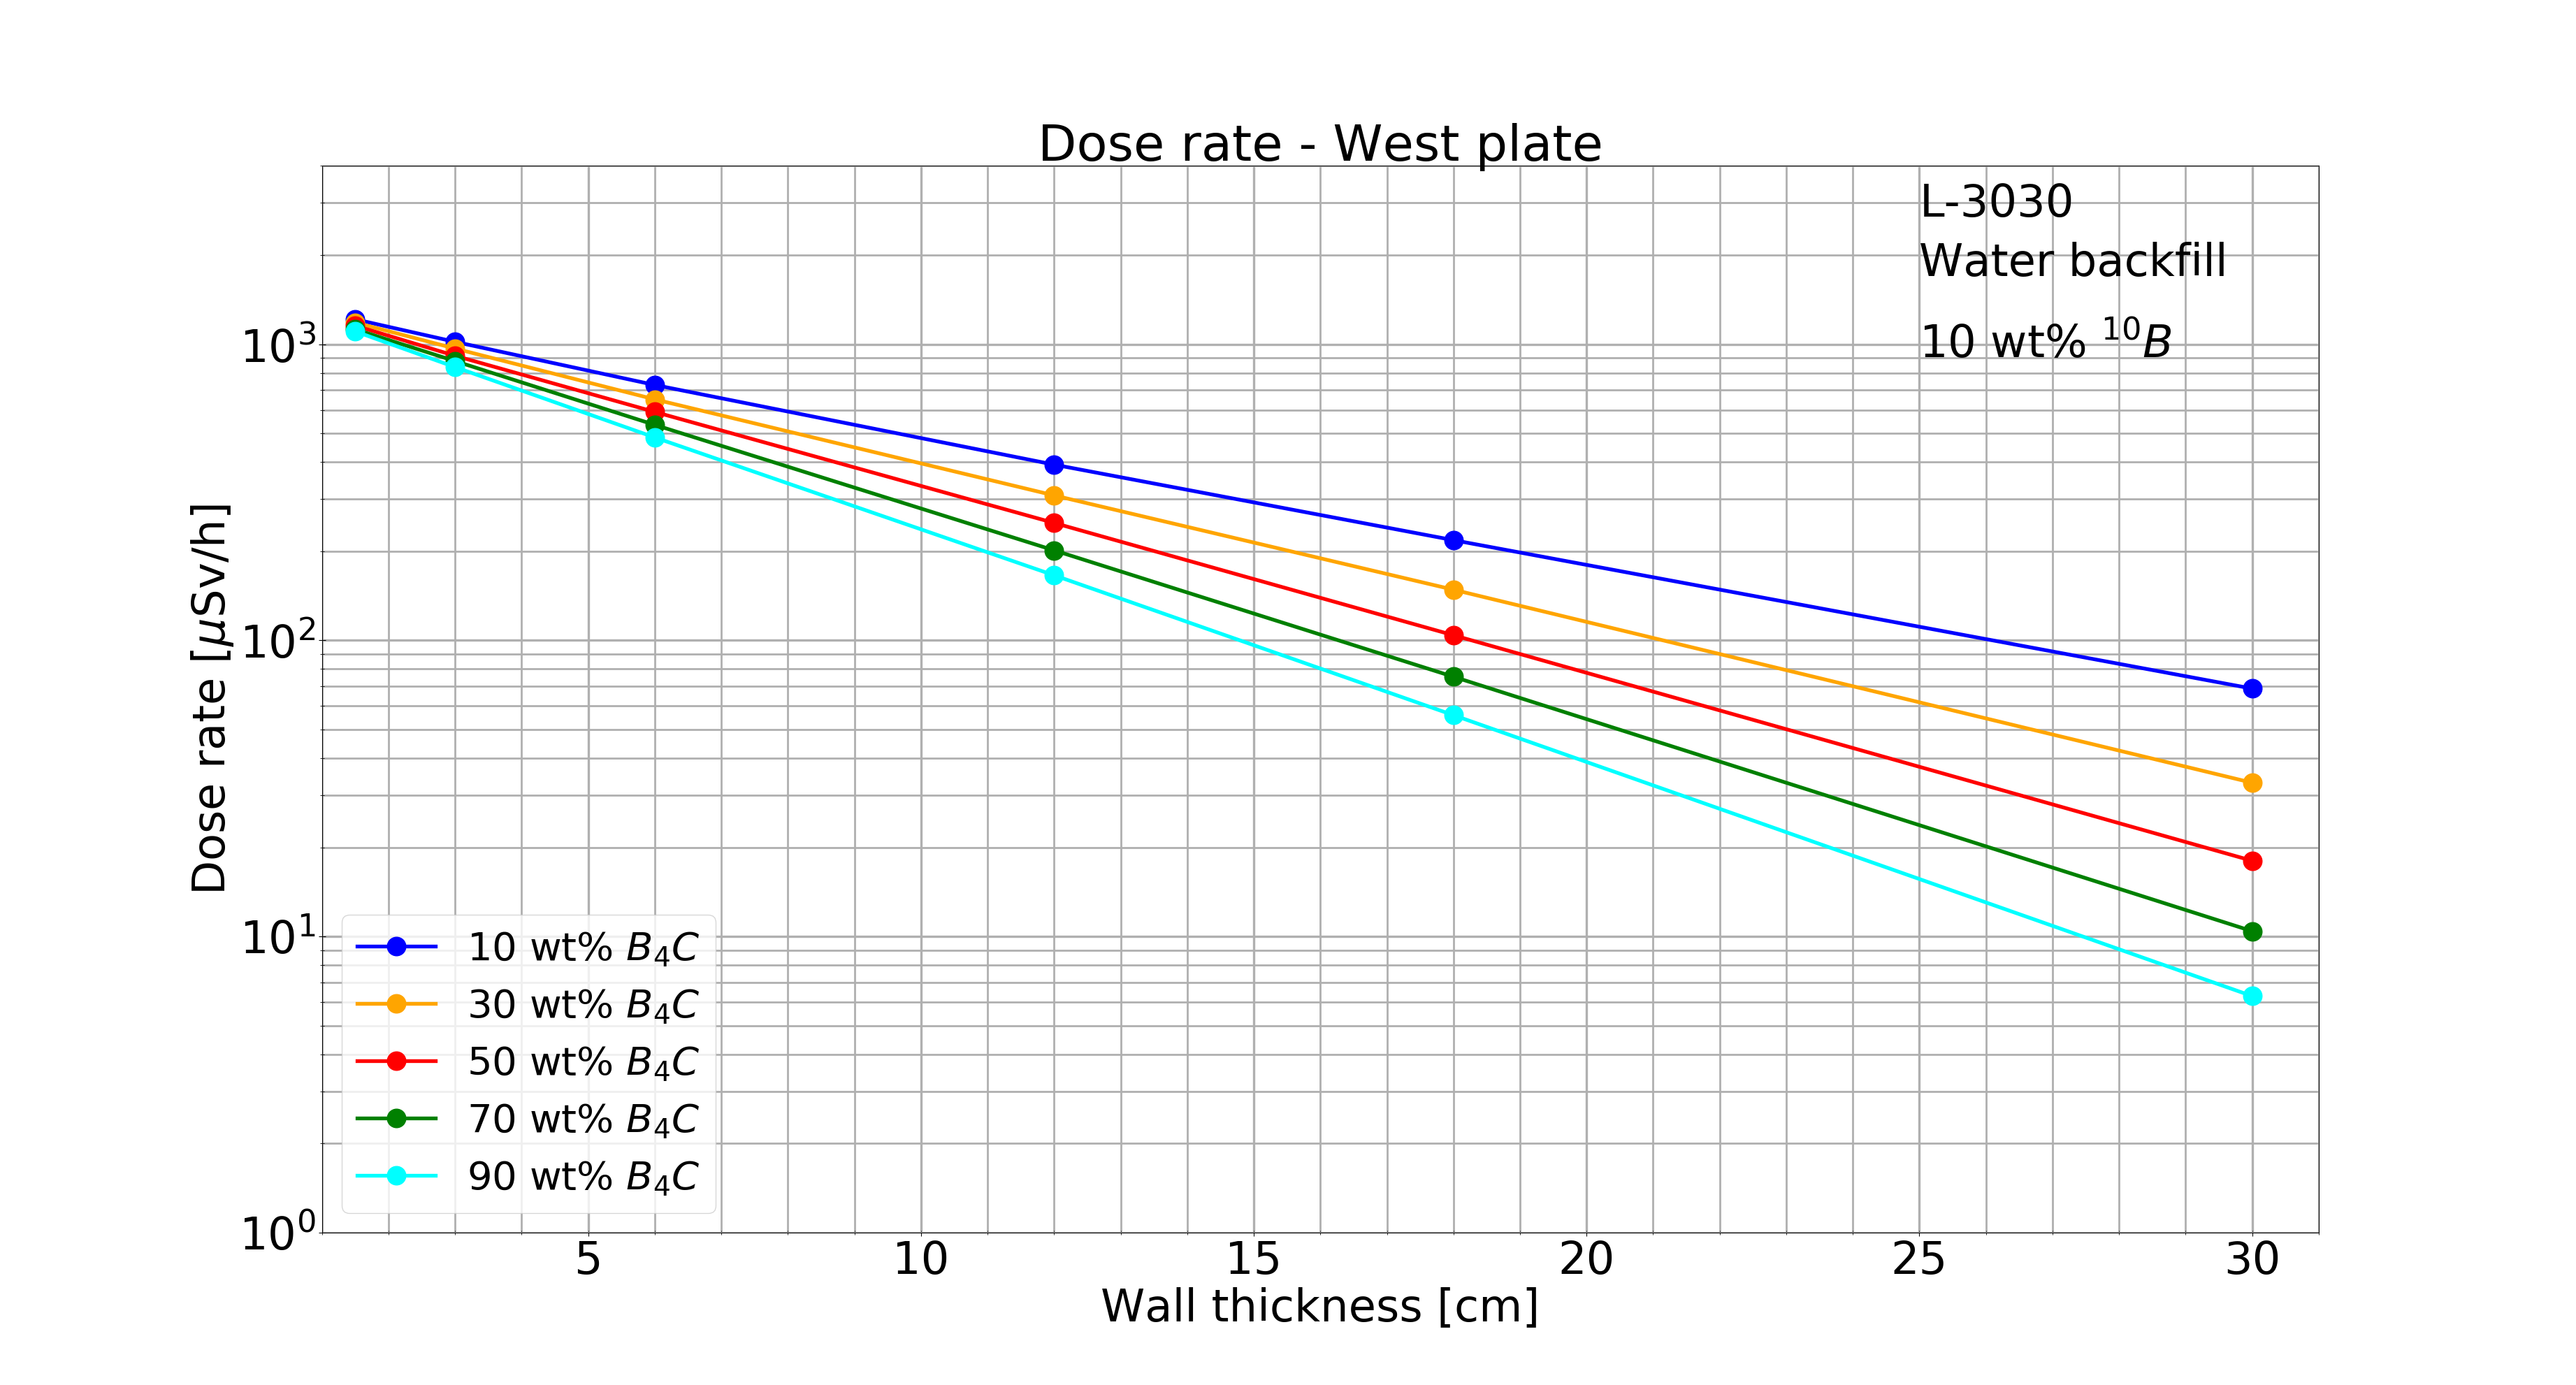 Dose rate - West plate
L-3030
Water backfill
10 wt% ¹⁰B
Dose rate [μSv/h]
10³
10²
10¹
10⁰
10 wt% B₄C
30 wt% B₄C
50 wt% B₄C
70 wt% B₄C
90 wt% B₄C
5 10 15 20 25 30
Wall thickness [cm]